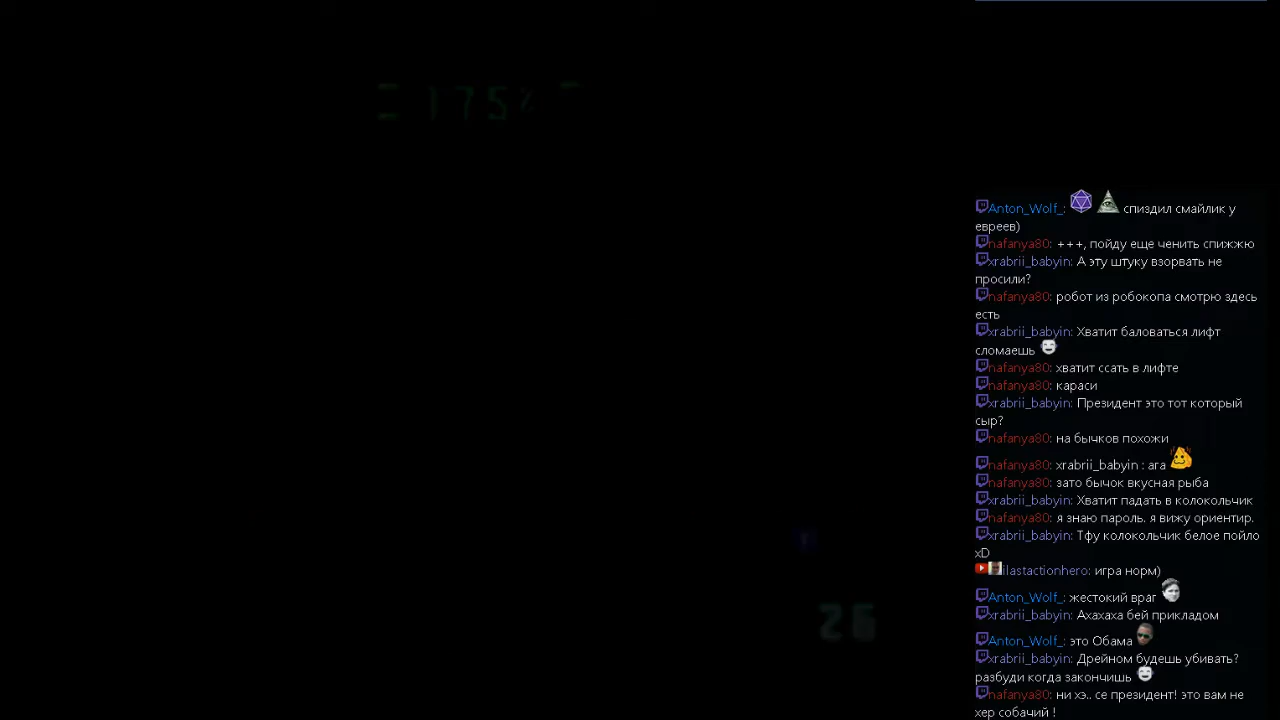 175%
26
Anton_Wolf_: спиздил смайлик у
евреев)
nafanya80: +++, пойду еще ченить спижжю
xrabrii_babyin: А эту штуку взорвать не
просили?
nafanya80: робот из робокопа смотрю здесь
есть
xrabrii_babyin: Хватит баловаться лифт
сломаешь
nafanya80: хватит ссать в лифте
nafanya80: караси
xrabrii_babyin: Президент это тот который
сыр?
nafanya80: на бычков похожи
nafanya80: xrabrii_babyin : ага
nafanya80: зато бычок вкусная рыба
xrabrii_babyin: Хватит падать в колокольчик
nafanya80: я знаю пароль. я вижу ориентир.
xrabrii_babyin: Тфу колокольчик белое пойло
xD
ilastactionhero: игра норм)
Anton_Wolf_: жестокий враг
xrabrii_babyin: Ахахаха бей прикладом
Anton_Wolf_: это Обама
xrabrii_babyin: Дрейном будешь убивать?
разбуди когда закончишь
nafanya80: ни хэ.. се президент! это вам не
хер собачий !